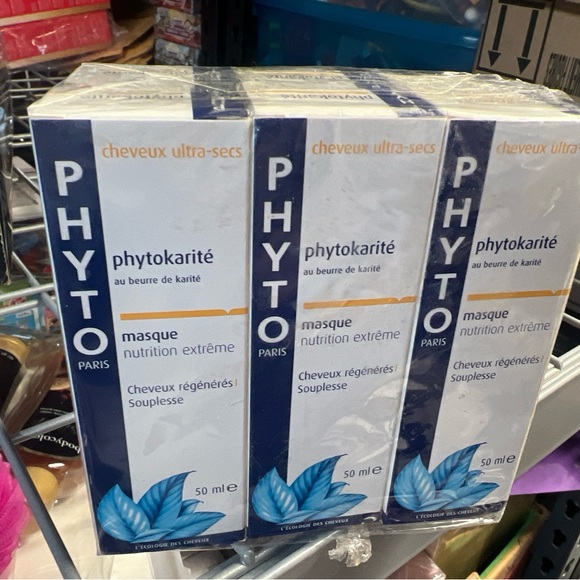 cheveux ultra-secs
PHYTO
PARIS
phytokarité
au beurre de karité
masque
nutrition extrême
Cheveux régénérés
Souplesse
50 ml e
L'ÉCOLOGIE DES CHEVEUX
cheveux ultra-secs
PHYTO
PARIS
phytokarité
au beurre de karité
masque
nutrition extrême
Cheveux régénérés
Souplesse
50 ml e
L'ÉCOLOGIE DES CHEVEUX
cheveux ultra-
PHYTO
PARIS
phytokarité
au beurre de karité
masque
nutrition extrême
Cheveux régénérés
Souplesse
50 ml e
L'ÉCOLOGIE DES CHEVEUX
phytokarité
bodycology